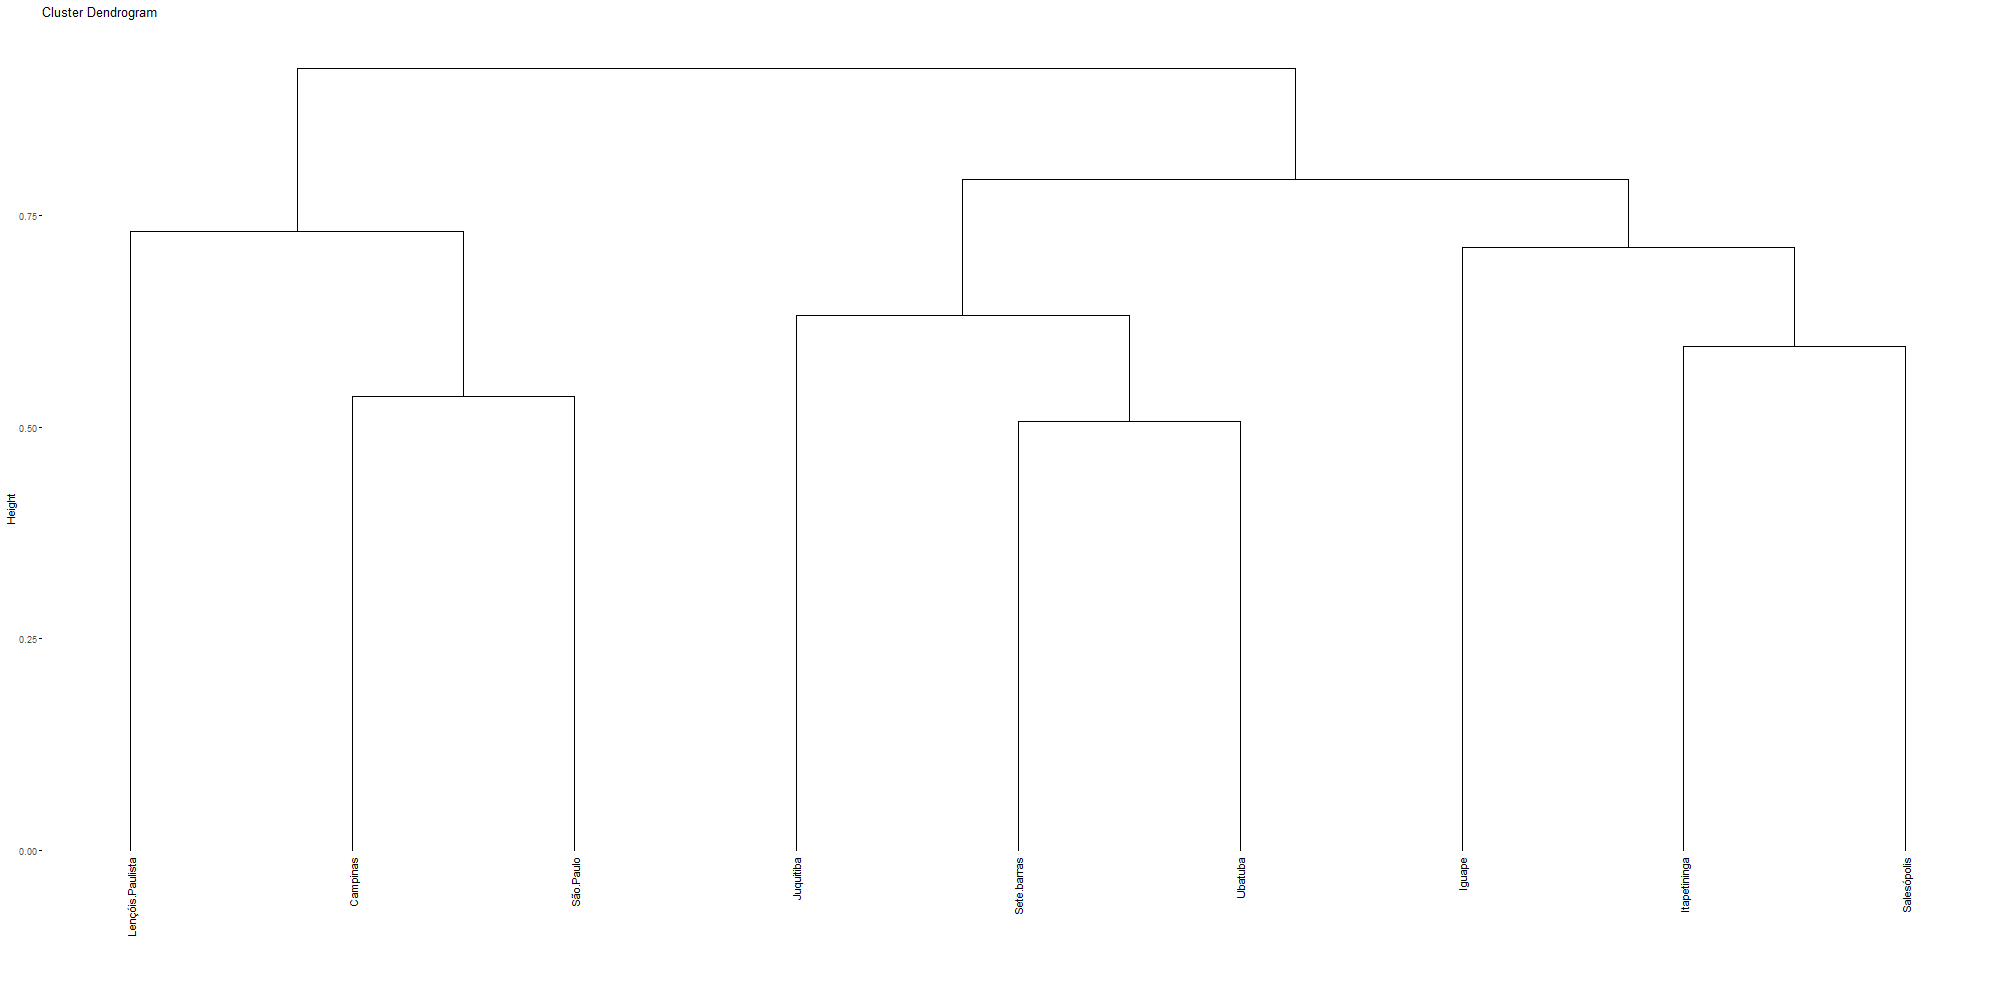 Cluster Dendrogram
0.75
0.50
0.25
0.00
Height
Lençóis.Paulista
Campinas
São.Paulo
Juquitiba
Sete.barras
Ubatuba
Iguape
Itapetininga
Salesópolis